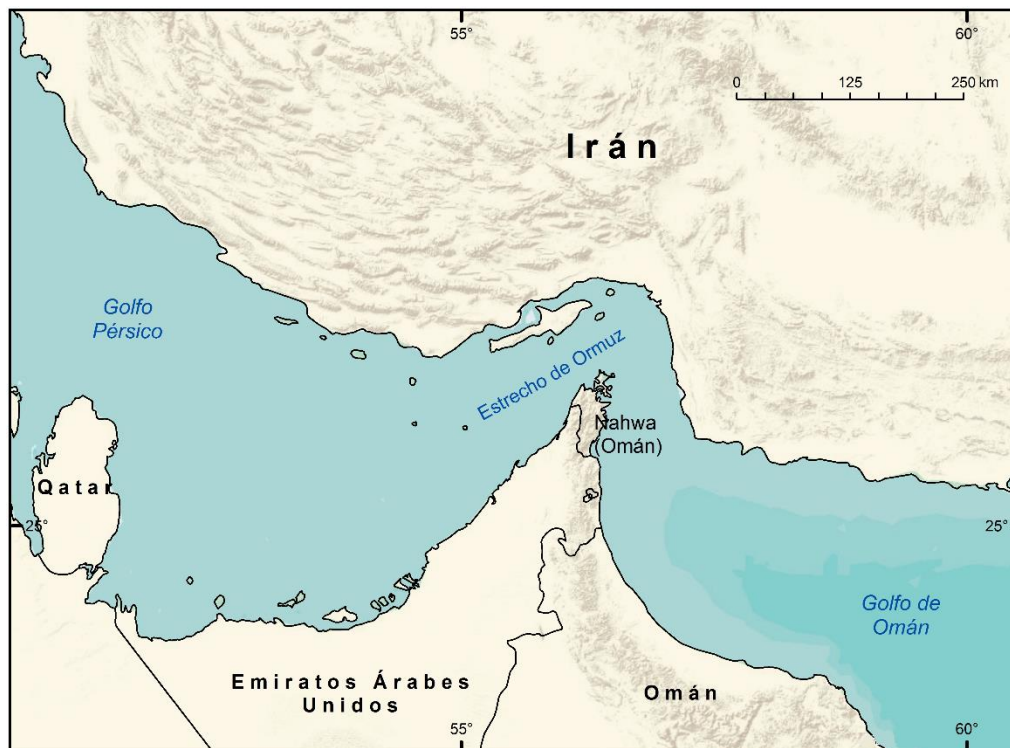 55°
60°
0 125 250 km
Irán
Golfo
Pérsico
Estrecho de Ormuz
Nahwa
(Omán)
Qatar
25°
25°
Golfo de
Omán
Emiratos Árabes
Unidos
Omán
55°
60°